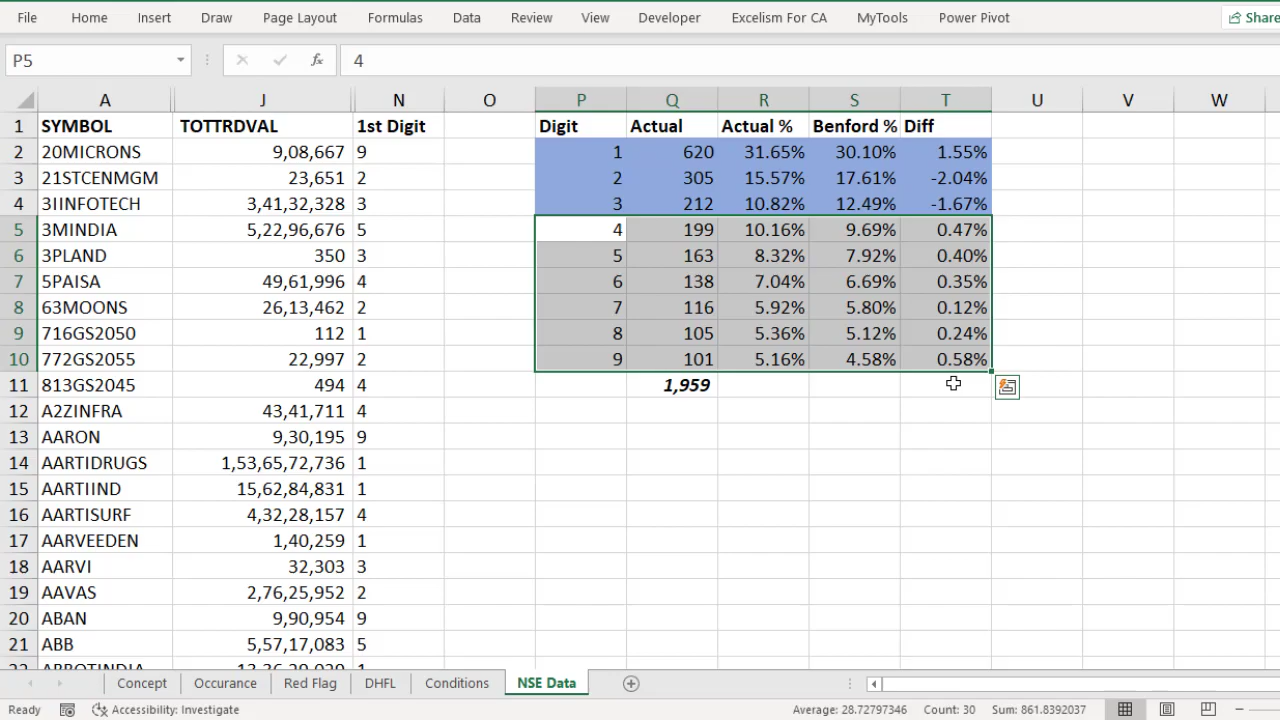 File Home Insert Draw Page Layout Formulas Data Review View Developer Excelism For CA MyTools Power Pivot Share
P5 fx 4
A J N O P Q R S T U V W
1 SYMBOL TOTTRDVAL 1st Digit Digit Actual Actual % Benford % Diff
2 20MICRONS 9,08,667 9 1 620 31.65% 30.10% 1.55%
3 21STCENMGM 23,651 2 2 305 15.57% 17.61% -2.04%
4 3IINFOTECH 3,41,32,328 3 3 212 10.82% 12.49% -1.67%
5 3MINDIA 5,22,96,676 5 4 199 10.16% 9.69% 0.47%
6 3PLAND 350 3 5 163 8.32% 7.92% 0.40%
7 5PAISA 49,61,996 4 6 138 7.04% 6.69% 0.35%
8 63MOONS 26,13,462 2 7 116 5.92% 5.80% 0.12%
9 716GS2050 112 1 8 105 5.36% 5.12% 0.24%
10 772GS2055 22,997 2 9 101 5.16% 4.58% 0.58%
11 813GS2045 494 4 1,959
12 A2ZINFRA 43,41,711 4
13 AARON 9,30,195 9
14 AARTIDRUGS 1,53,65,72,736 1
15 AARTIIND 15,62,84,831 1
16 AARTISURF 4,32,28,157 4
17 AARVEEDEN 1,40,259 1
18 AARVI 32,303 3
19 AAVAS 2,76,25,952 2
20 ABAN 9,90,954 9
21 ABB 5,57,17,083 5
Concept Occurance Red Flag DHFL Conditions NSE Data
Ready Accessibility: Investigate Average: 28.72797346 Count: 30 Sum: 861.8392037